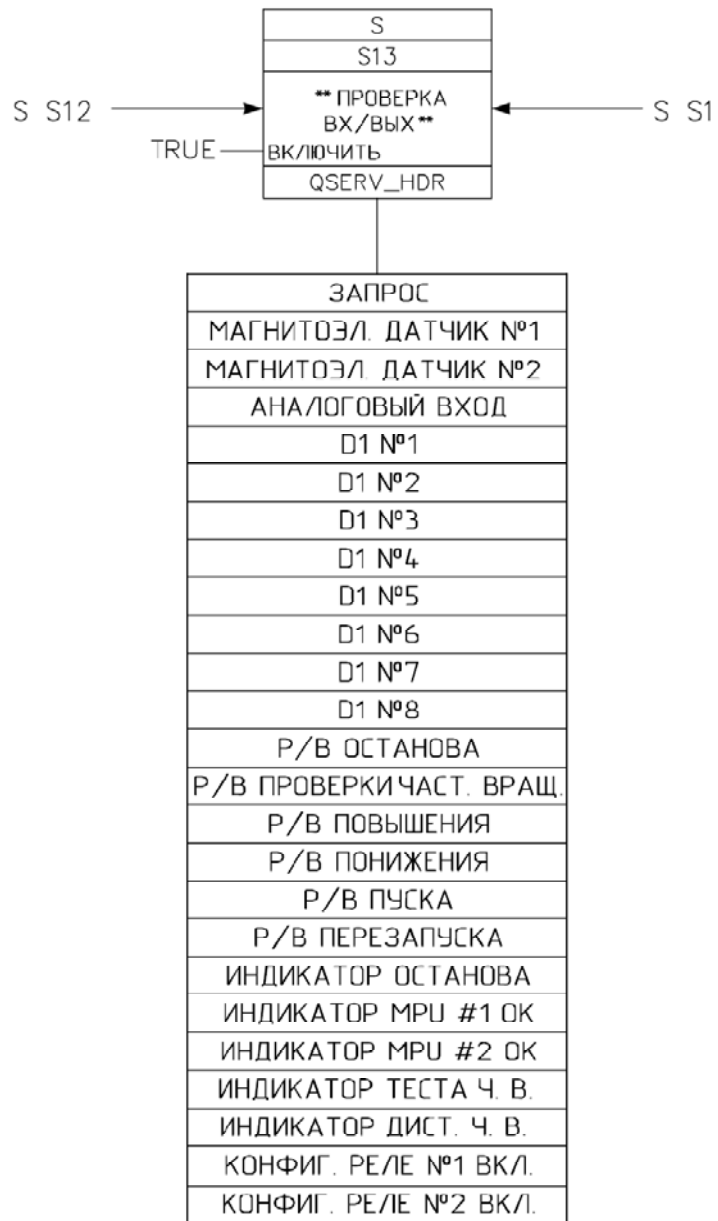 S
S13
S S12
** ПРОВЕРКА
ВХ/ВЫХ **
S S1
TRUE
ВКЛЮЧИТЬ
QSERV_HDR
ЗАПРОС
МАГНИТОЭЛ. ДАТЧИК №1
МАГНИТОЭЛ. ДАТЧИК №2
АНАЛОГОВЫЙ ВХОД
D1 №1
D1 №2
D1 №3
D1 №4
D1 №5
D1 №6
D1 №7
D1 №8
Р/В ОСТАНОВА
Р/В ПРОВЕРКИ ЧАСТ. ВРАЩ.
Р/В ПОВЫШЕНИЯ
Р/В ПОНИЖЕНИЯ
Р/В ПУСКА
Р/В ПЕРЕЗАПУСКА
ИНДИКАТОР ОСТАНОВА
ИНДИКАТОР MPU #1 OK
ИНДИКАТОР MPU #2 OK
ИНДИКАТОР ТЕСТА Ч. В.
ИНДИКАТОР ДИСТ. Ч. В.
КОНФИГ. РЕЛЕ №1 ВКЛ.
КОНФИГ. РЕЛЕ №2 ВКЛ.